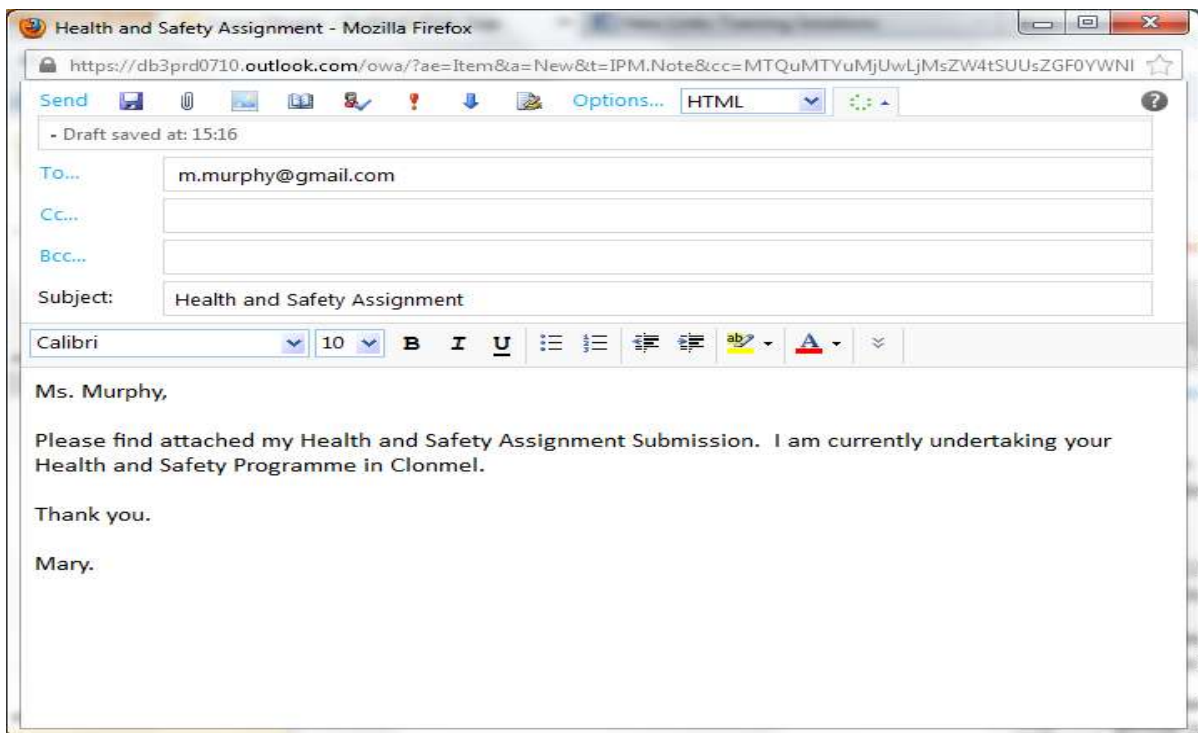 Health and Safety Assignment - Mozilla Firefox
https://db3prd0710.outlook.com/owa/?ae=Item&a=New&t=IPM.Note&cc=MTQuMTYuMjUwLjMsZW4tSUUsZGF0YWNl
Send Options... HTML
- Draft saved at: 15:16
To... m.murphy@gmail.com
Cc...
Bcc...
Subject: Health and Safety Assignment
Calibri 10 B I U ab A
Ms. Murphy,
Please find attached my Health and Safety Assignment Submission. I am currently undertaking your
Health and Safety Programme in Clonmel.
Thank you.
Mary.